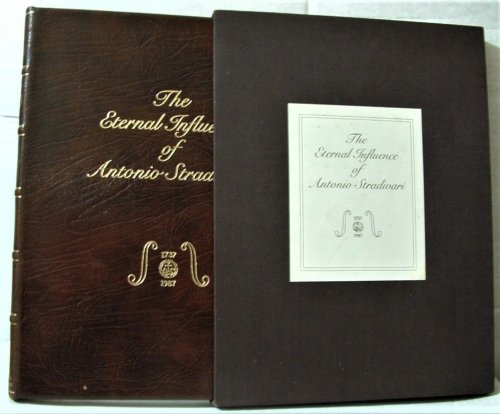 The
Eternal Influe
of
Antonio Stradi
1737
1987
The
Eternal Influence
of
Antonio Stradivari
1737
1987